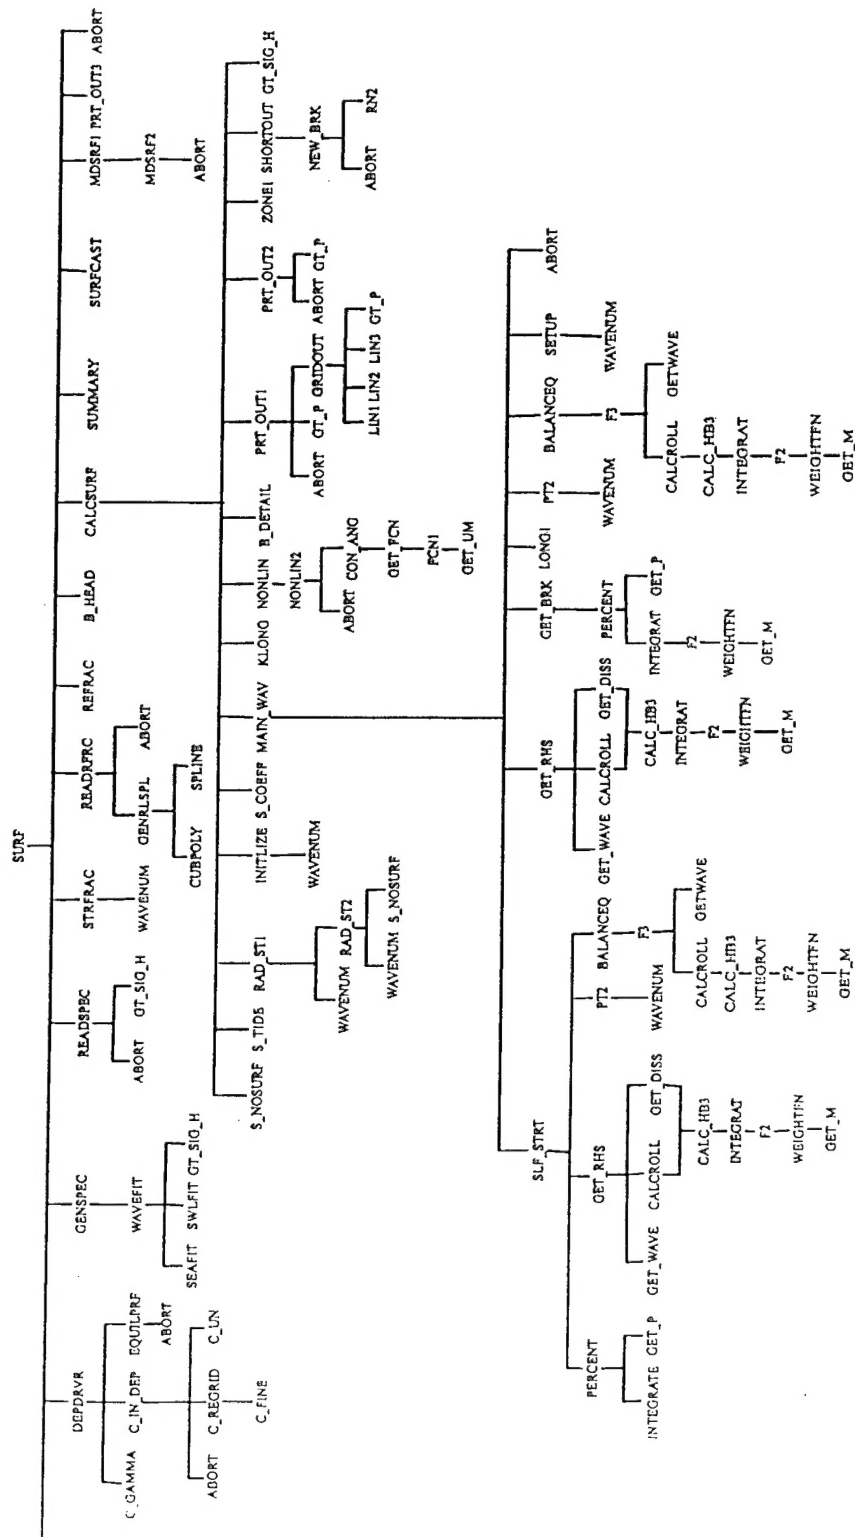 SURF
DEPDRVR GENSPEC READSPEC STRFRAC READRFRC REFRAC B_HEAD CALCSURF SUMMARY SURFCAST MDSRF1 PRT_OUT3 ABORT
C_GAMMA C_IN_DEP EQUILPRF WAVEFIT ABORT GT_SIG_H WAVENUM GENRLSPL ABORT MDSRF2
ABORT
ABORT C_REGRID C_UN SEAFIT SWLFIT GT_SIG_H CUBPOLY SPLINE ABORT
C_FINE
S_NOSURF S_TIDE RAD_ST1 INITLIZE S_COEFF MAIN_WAV KLONG NONLIN B_DETAIL PRT_OUT1 PRT_OUT2 ZONE1 SHORTOUT GT_SIG_H
WAVENUM RAD_ST2 WAVENUM NONLIN2 ABORT GT_P GRIDOUT ABORT GT_P NEW_BRK
WAVENUM S_NOSURF ABORT CON_ANG LIN1 LIN2 LIN3 GT_P ABORT RN2
GET_FCN
FCN1
GET_UM
SLF_STRT GET_RHS GET_BRK LONG1 PT2 BALANCEQ SETUP ABORT
GET_WAVE CALCROLL GET_DISS PERCENT WAVENUM F3 WAVENUM
CALC_HB3 INTEGRAT GET_P CALCROLL GETWAVE
INTEGRAT F2 CALC_HB3
F2 WEIGHTFN INTEGRAT
WEIGHTFN GET_M F2
GET_M WEIGHTFN
GET_M
PERCENT GET_RHS PT2 BALANCEQ
INTEGRATE GET_P GET_WAVE CALCROLL GET_DISS WAVENUM F3
CALC_HB3 CALCROLL GETWAVE
INTEGRAT CALC_HB3
F2 INTEGRAT
WEIGHTFN F2
GET_M WEIGHTFN
GET_M